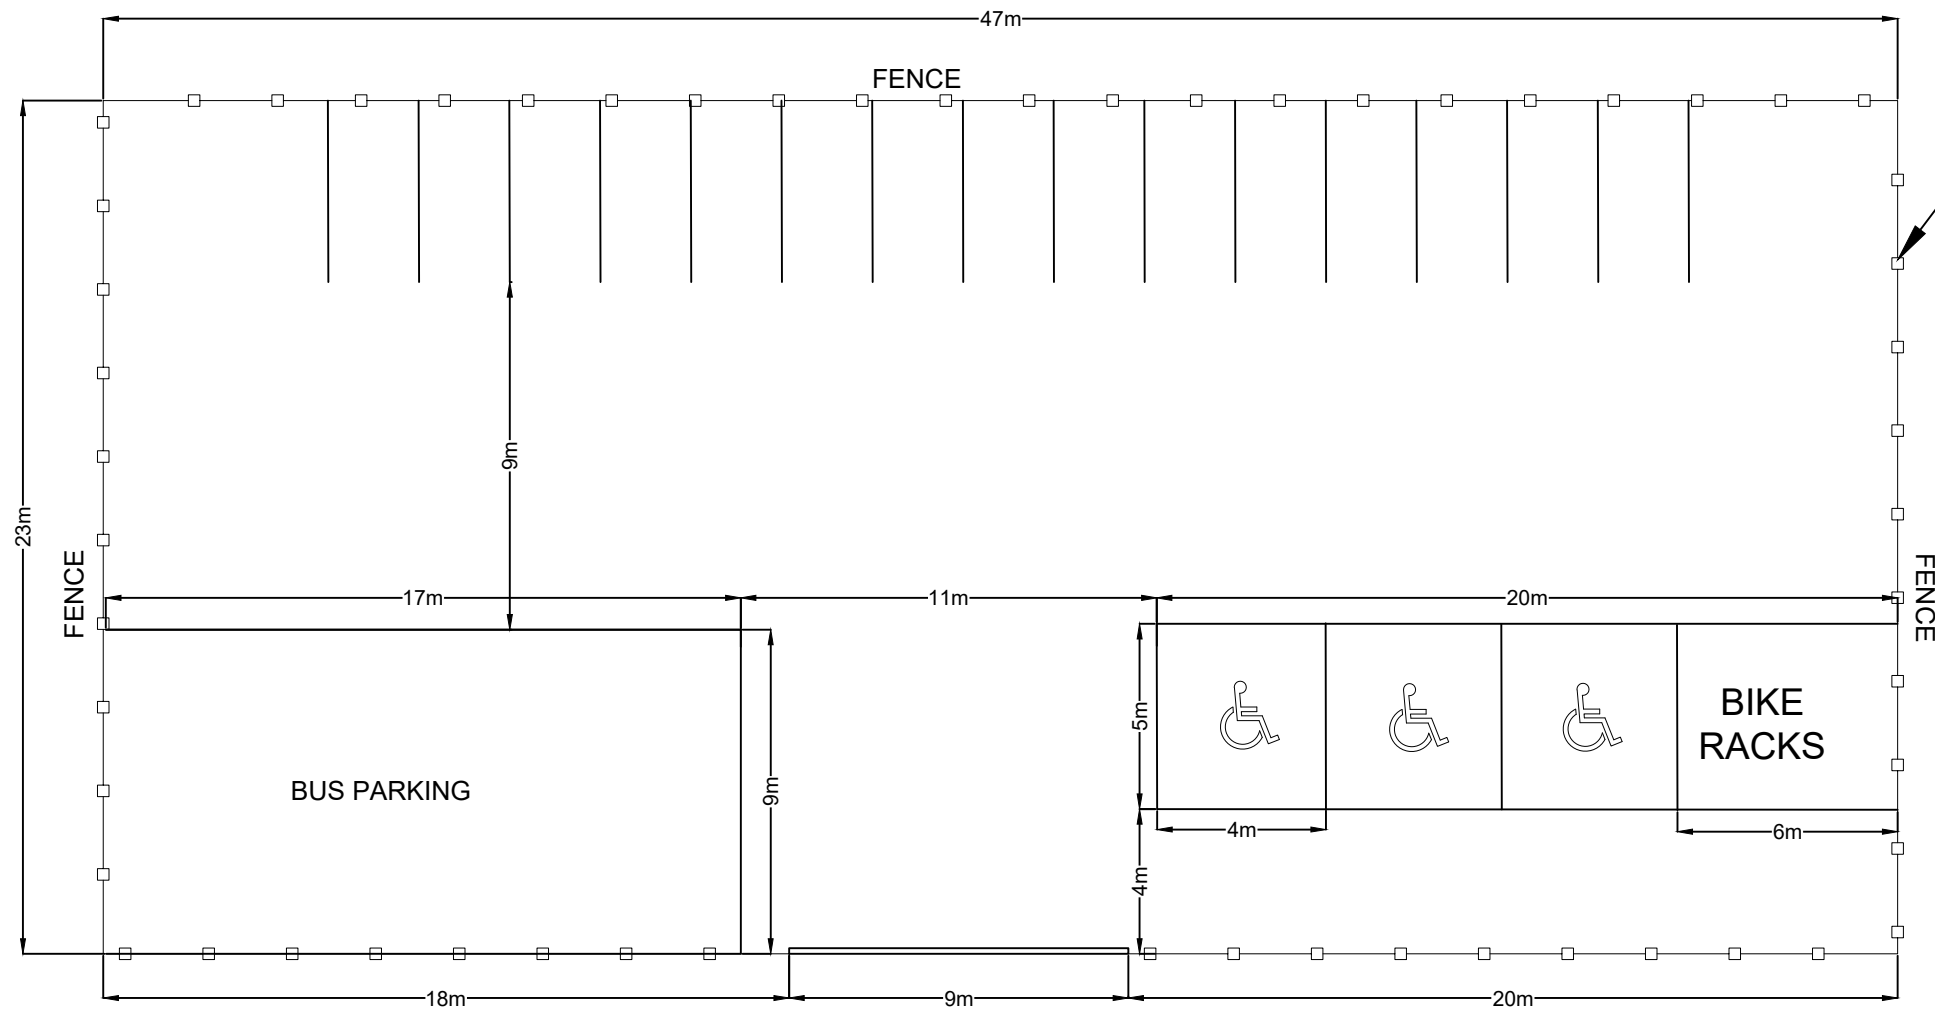 47m
FENCE
9m
23m
FENCE
FENCE
17m
11m
20m
BIKE
RACKS
5m
9m
BUS PARKING
4m
6m
4m
18m
9m
20m